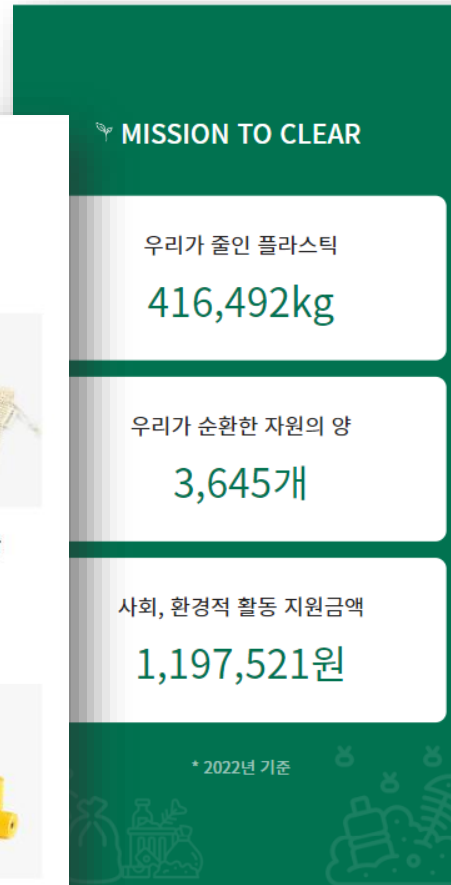 MISSION TO CLEAR
우리가 줄인 플라스틱
416,492kg
우리가 순환한 자원의 양
3,645개
사회, 환경적 활동 지원금액
1,197,521원
* 2022년 기준